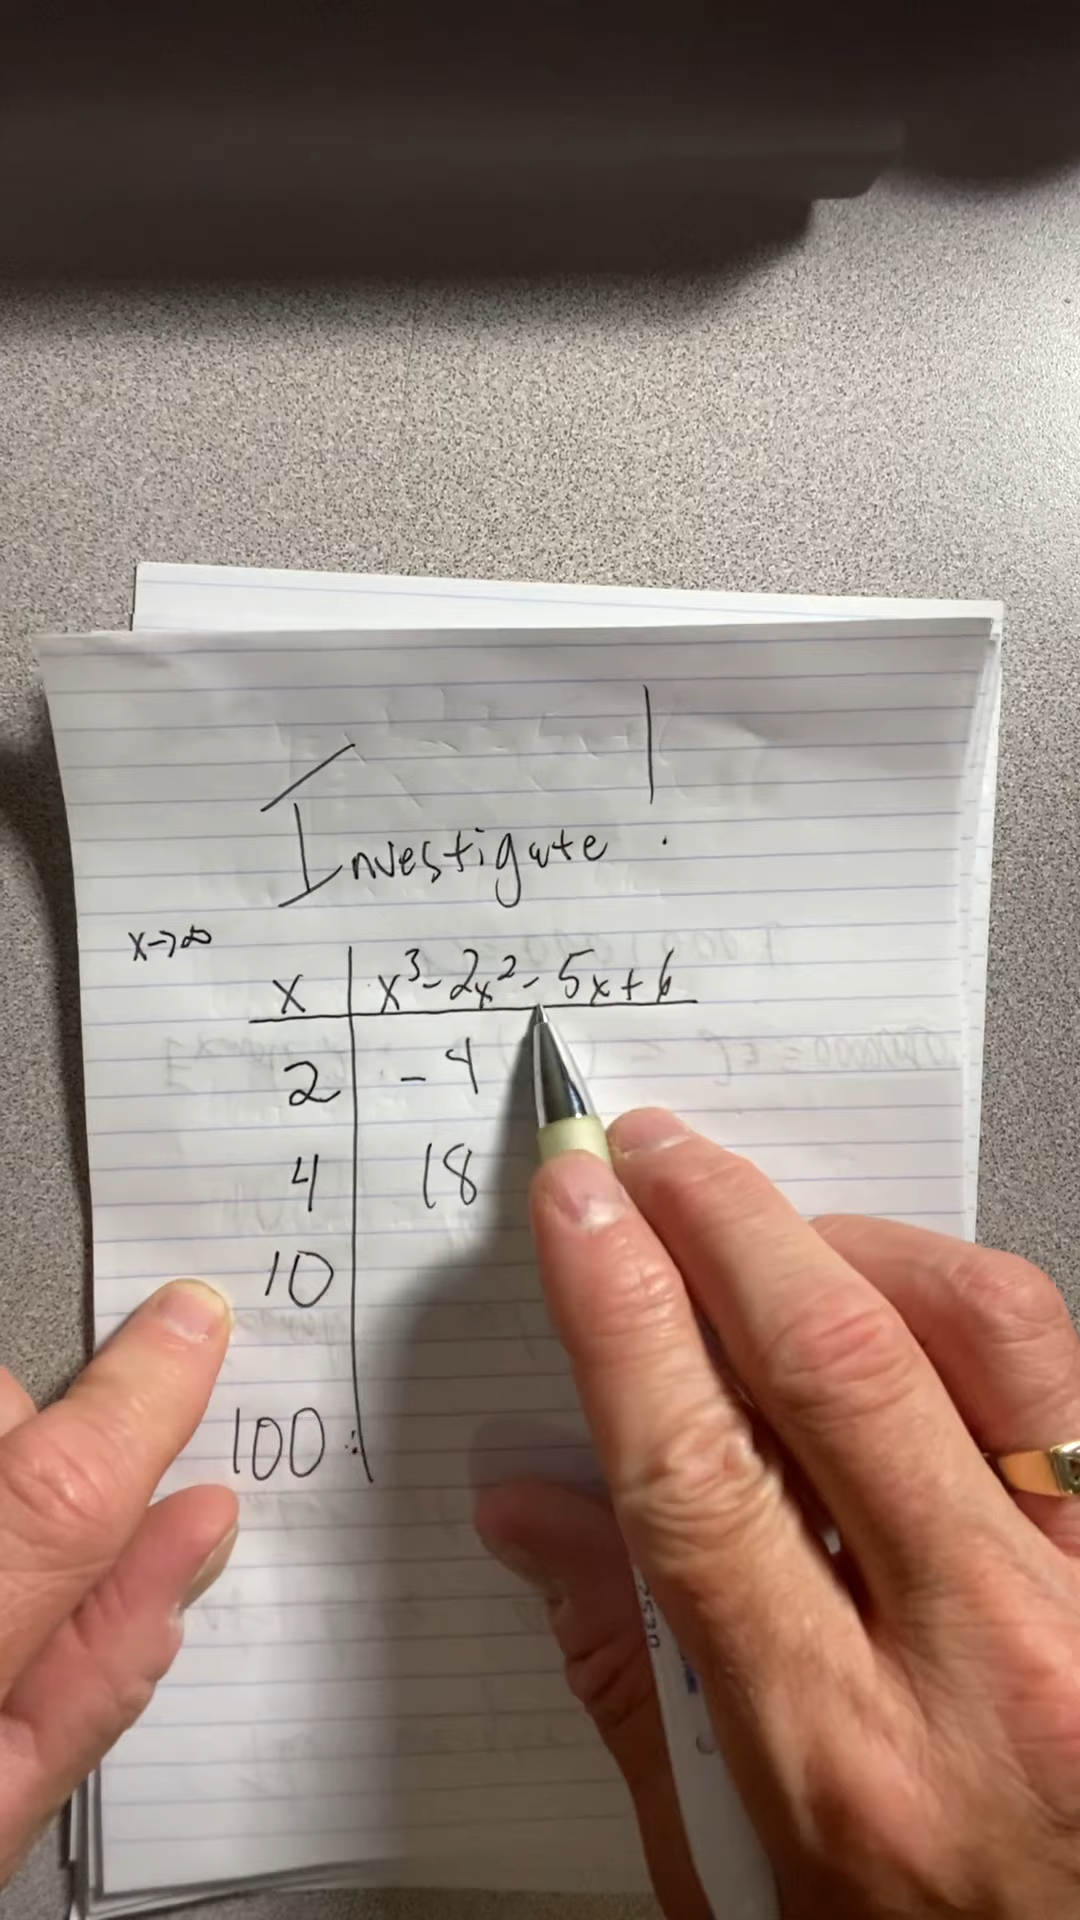 Investigate .
x→∞
x x³-2x²-5x+6
2 -4
4 18
10
100